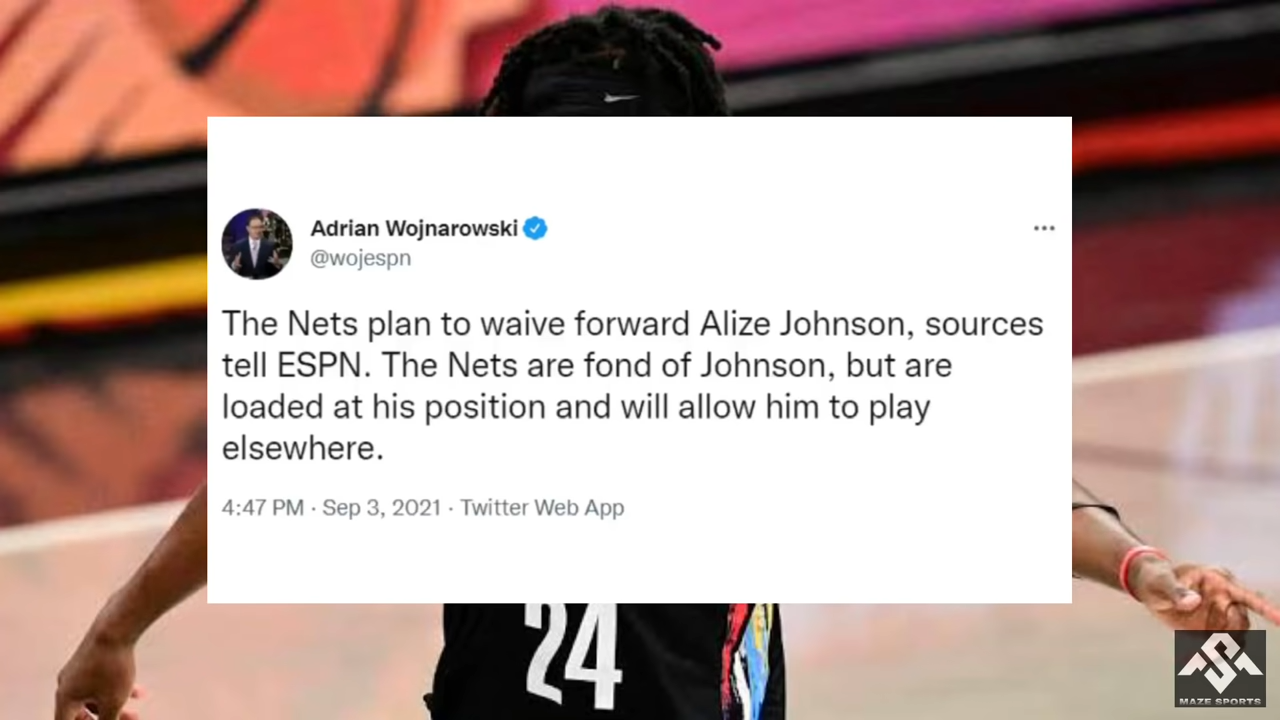 Adrian Wojnarowski
@wojespn
The Nets plan to waive forward Alize Johnson, sources
tell ESPN. The Nets are fond of Johnson, but are
loaded at his position and will allow him to play
elsewhere.
4:47 PM · Sep 3, 2021 · Twitter Web App
24
MAZE SPORTS